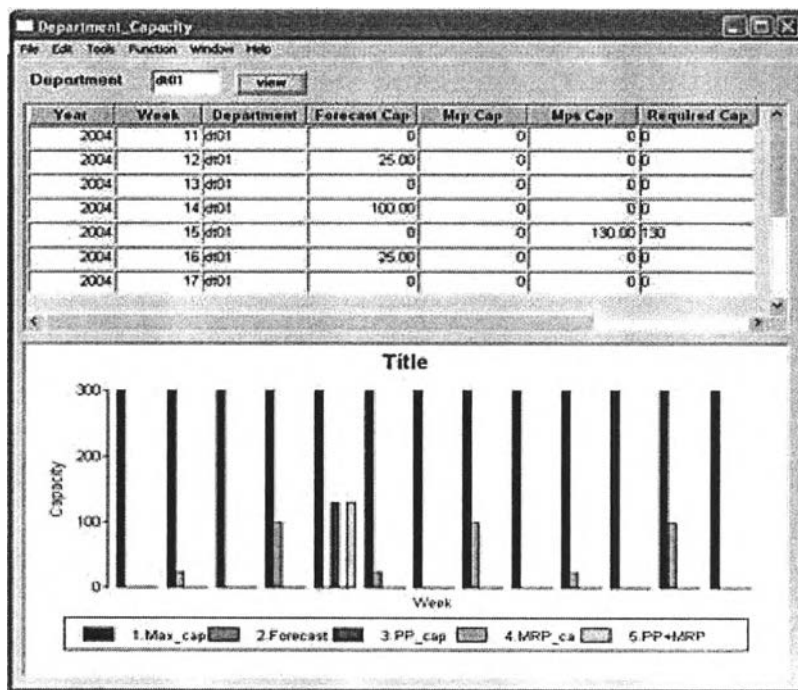 Department_Capacity
File Edit Tools Function Window Help
Department dt01 view
Year Week Department Forecast Cap Mrp Cap Mps Cap Required Cap
2004 11 dt01 0 0 0 0
2004 12 dt01 25.00 0 0 0
2004 13 dt01 0 0 0 0
2004 14 dt01 100.00 0 0 0
2004 15 dt01 0 0 130.00 130
2004 16 dt01 25.00 0 0 0
2004 17 dt01 0 0 0 0
Title
300
200
100
0
Capacity
Week
1.Max_cap 2.Forecast 3.PP_cap 4.MRP_ca 5.PP+MRP